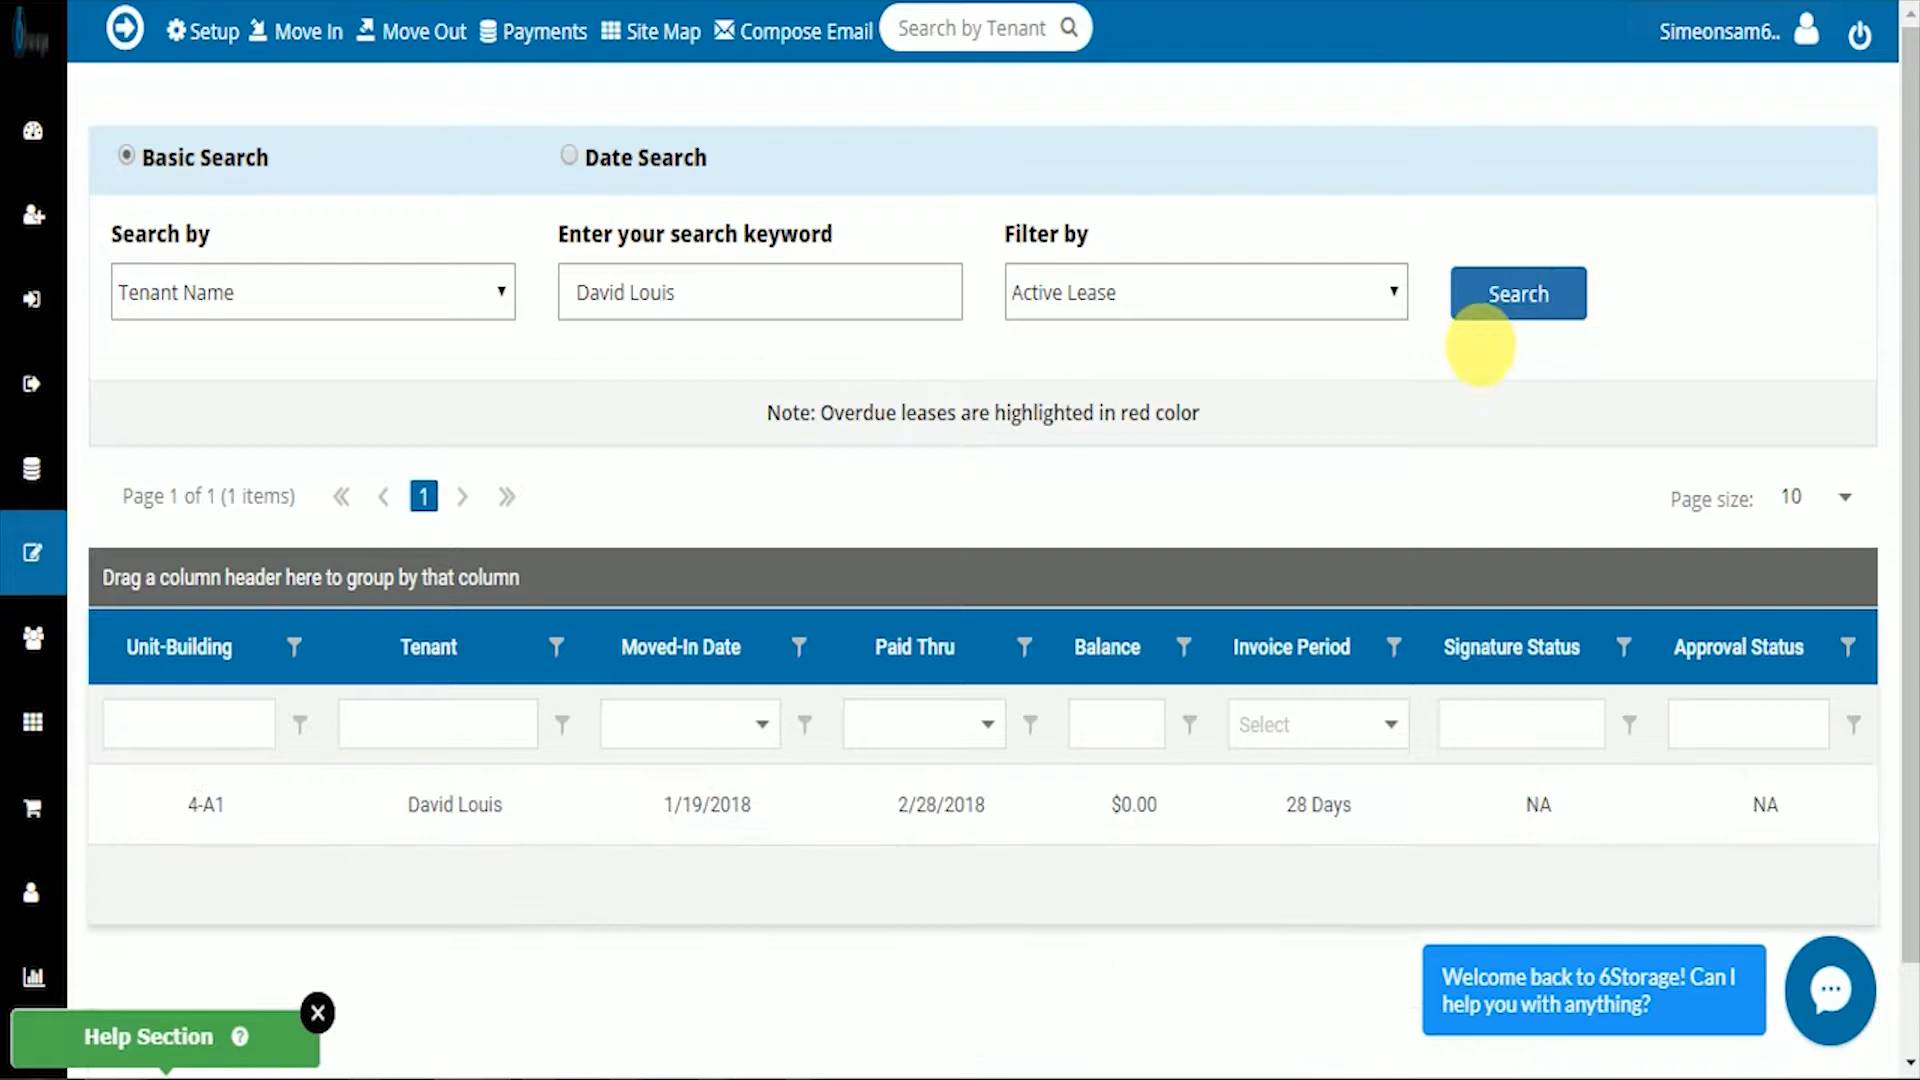 Setup Move In Move Out Payments Site Map Compose Email Search by Tenant Simeonsam6..
Basic Search Date Search
Search by Enter your search keyword Filter by
Tenant Name David Louis Active Lease Search
Note: Overdue leases are highlighted in red color
Page 1 of 1 (1 items) 1 Page size: 10
Drag a column header here to group by that column
Unit-Building Tenant Moved-In Date Paid Thru Balance Invoice Period Signature Status Approval Status
Select
4-A1 David Louis 1/19/2018 2/28/2018 $0.00 28 Days NA NA
Welcome back to 6Storage! Can I
help you with anything?
Help Section ?